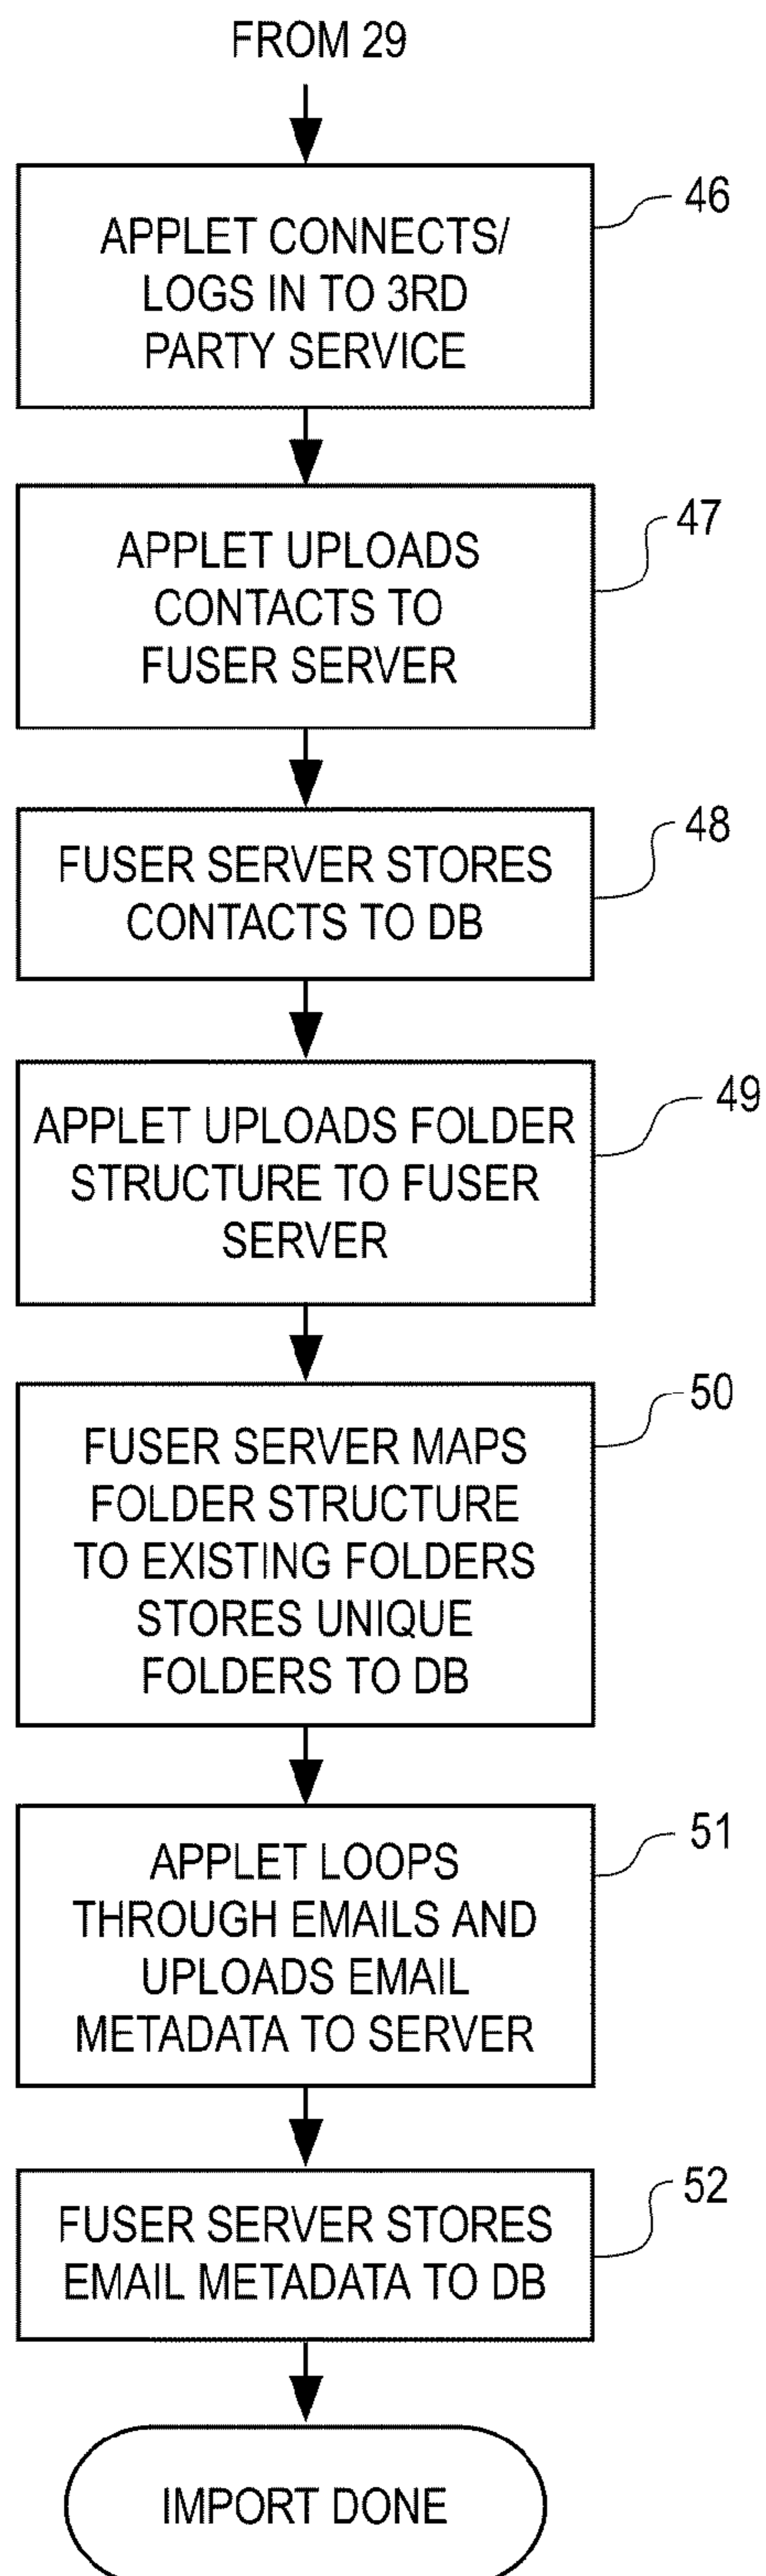 FROM 29
APPLET CONNECTS/
LOGS IN TO 3RD
PARTY SERVICE
46
APPLET UPLOADS
CONTACTS TO
FUSER SERVER
47
FUSER SERVER STORES
CONTACTS TO DB
48
APPLET UPLOADS FOLDER
STRUCTURE TO FUSER
SERVER
49
FUSER SERVER MAPS
FOLDER STRUCTURE
TO EXISTING FOLDERS
STORES UNIQUE
FOLDERS TO DB
50
APPLET LOOPS
THROUGH EMAILS AND
UPLOADS EMAIL
METADATA TO SERVER
51
FUSER SERVER STORES
EMAIL METADATA TO DB
52
IMPORT DONE